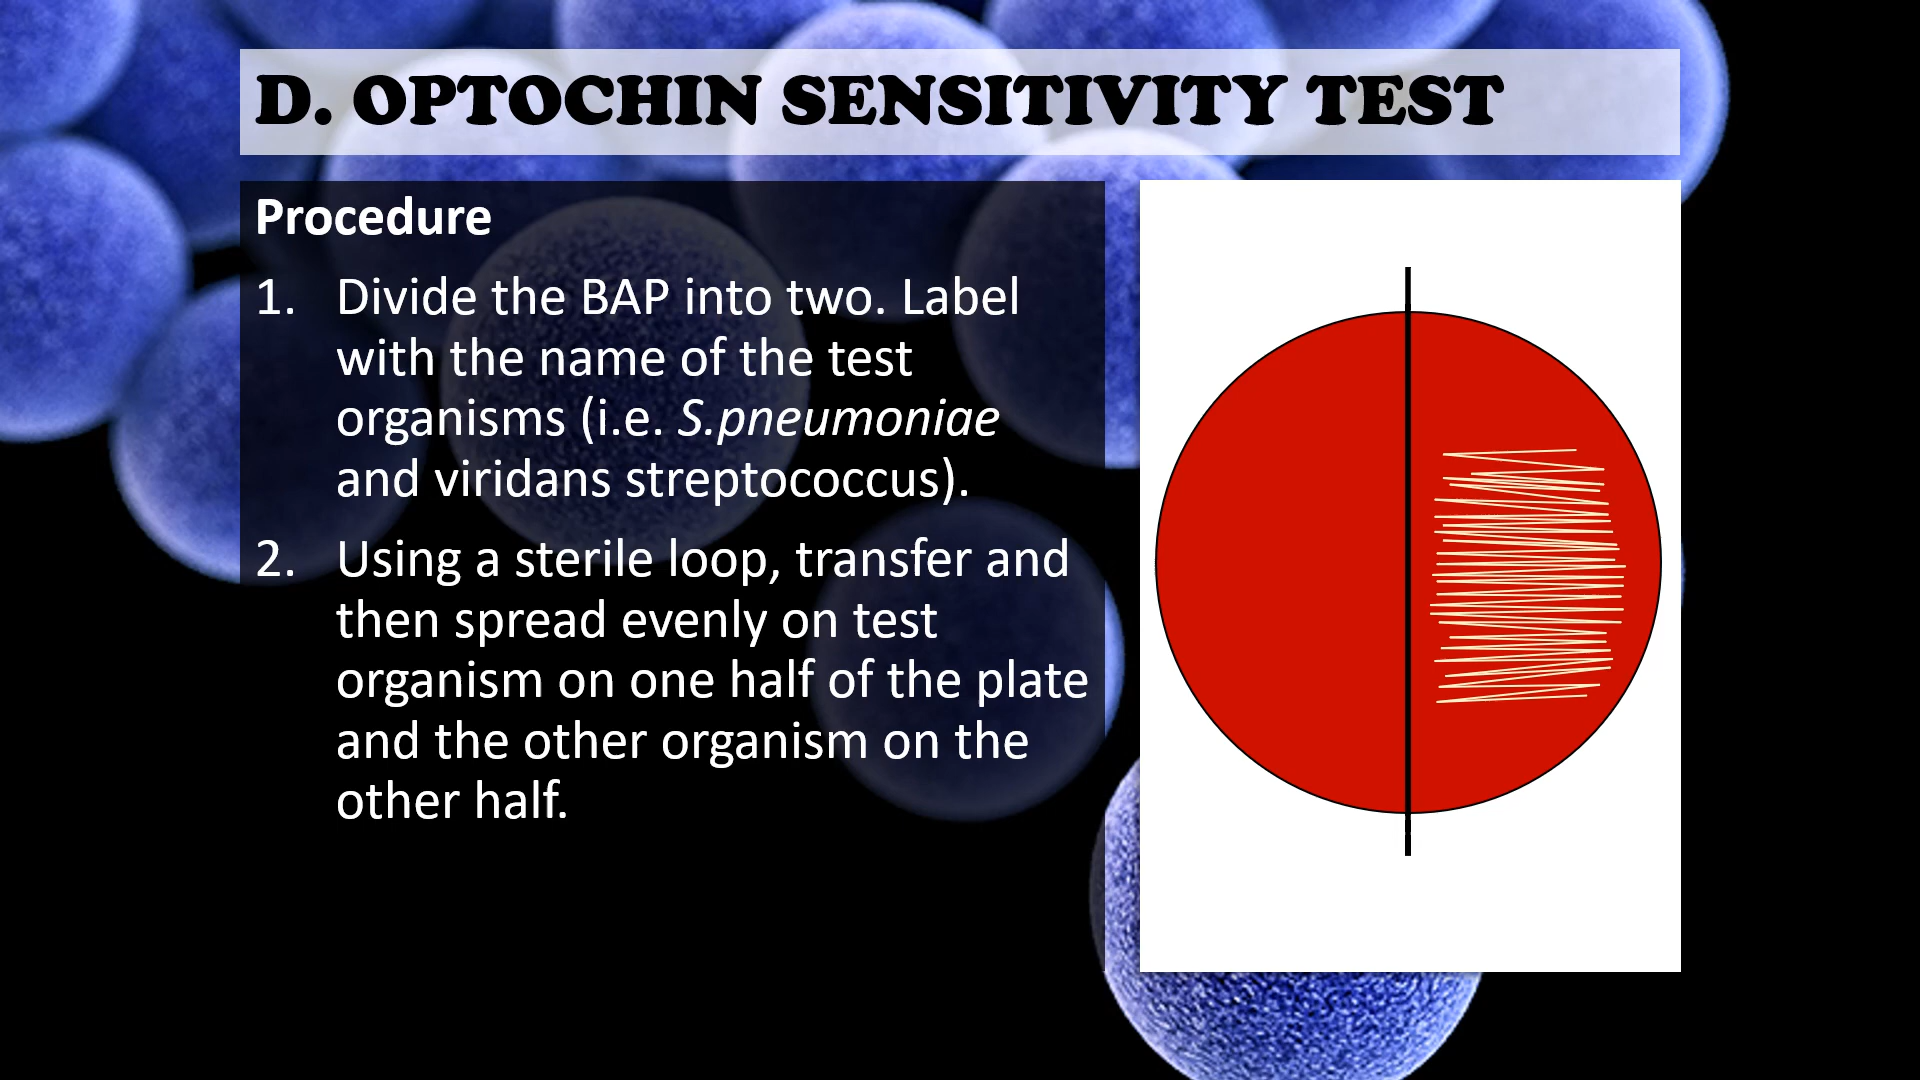 D. OPTOCHIN SENSITIVITY TEST
Procedure
1. Divide the BAP into two. Label
with the name of the test
organisms (i.e. S.pneumoniae
and viridans streptococcus).
2. Using a sterile loop, transfer and
then spread evenly on test
organism on one half of the plate
and the other organism on the
other half.